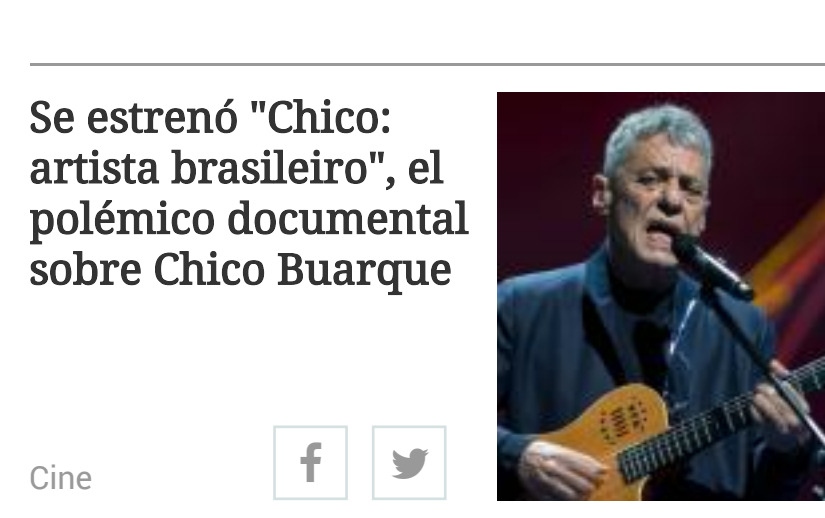 Se estrenó "Chico:
artista brasileiro", el
polémico documental
sobre Chico Buarque
Cine